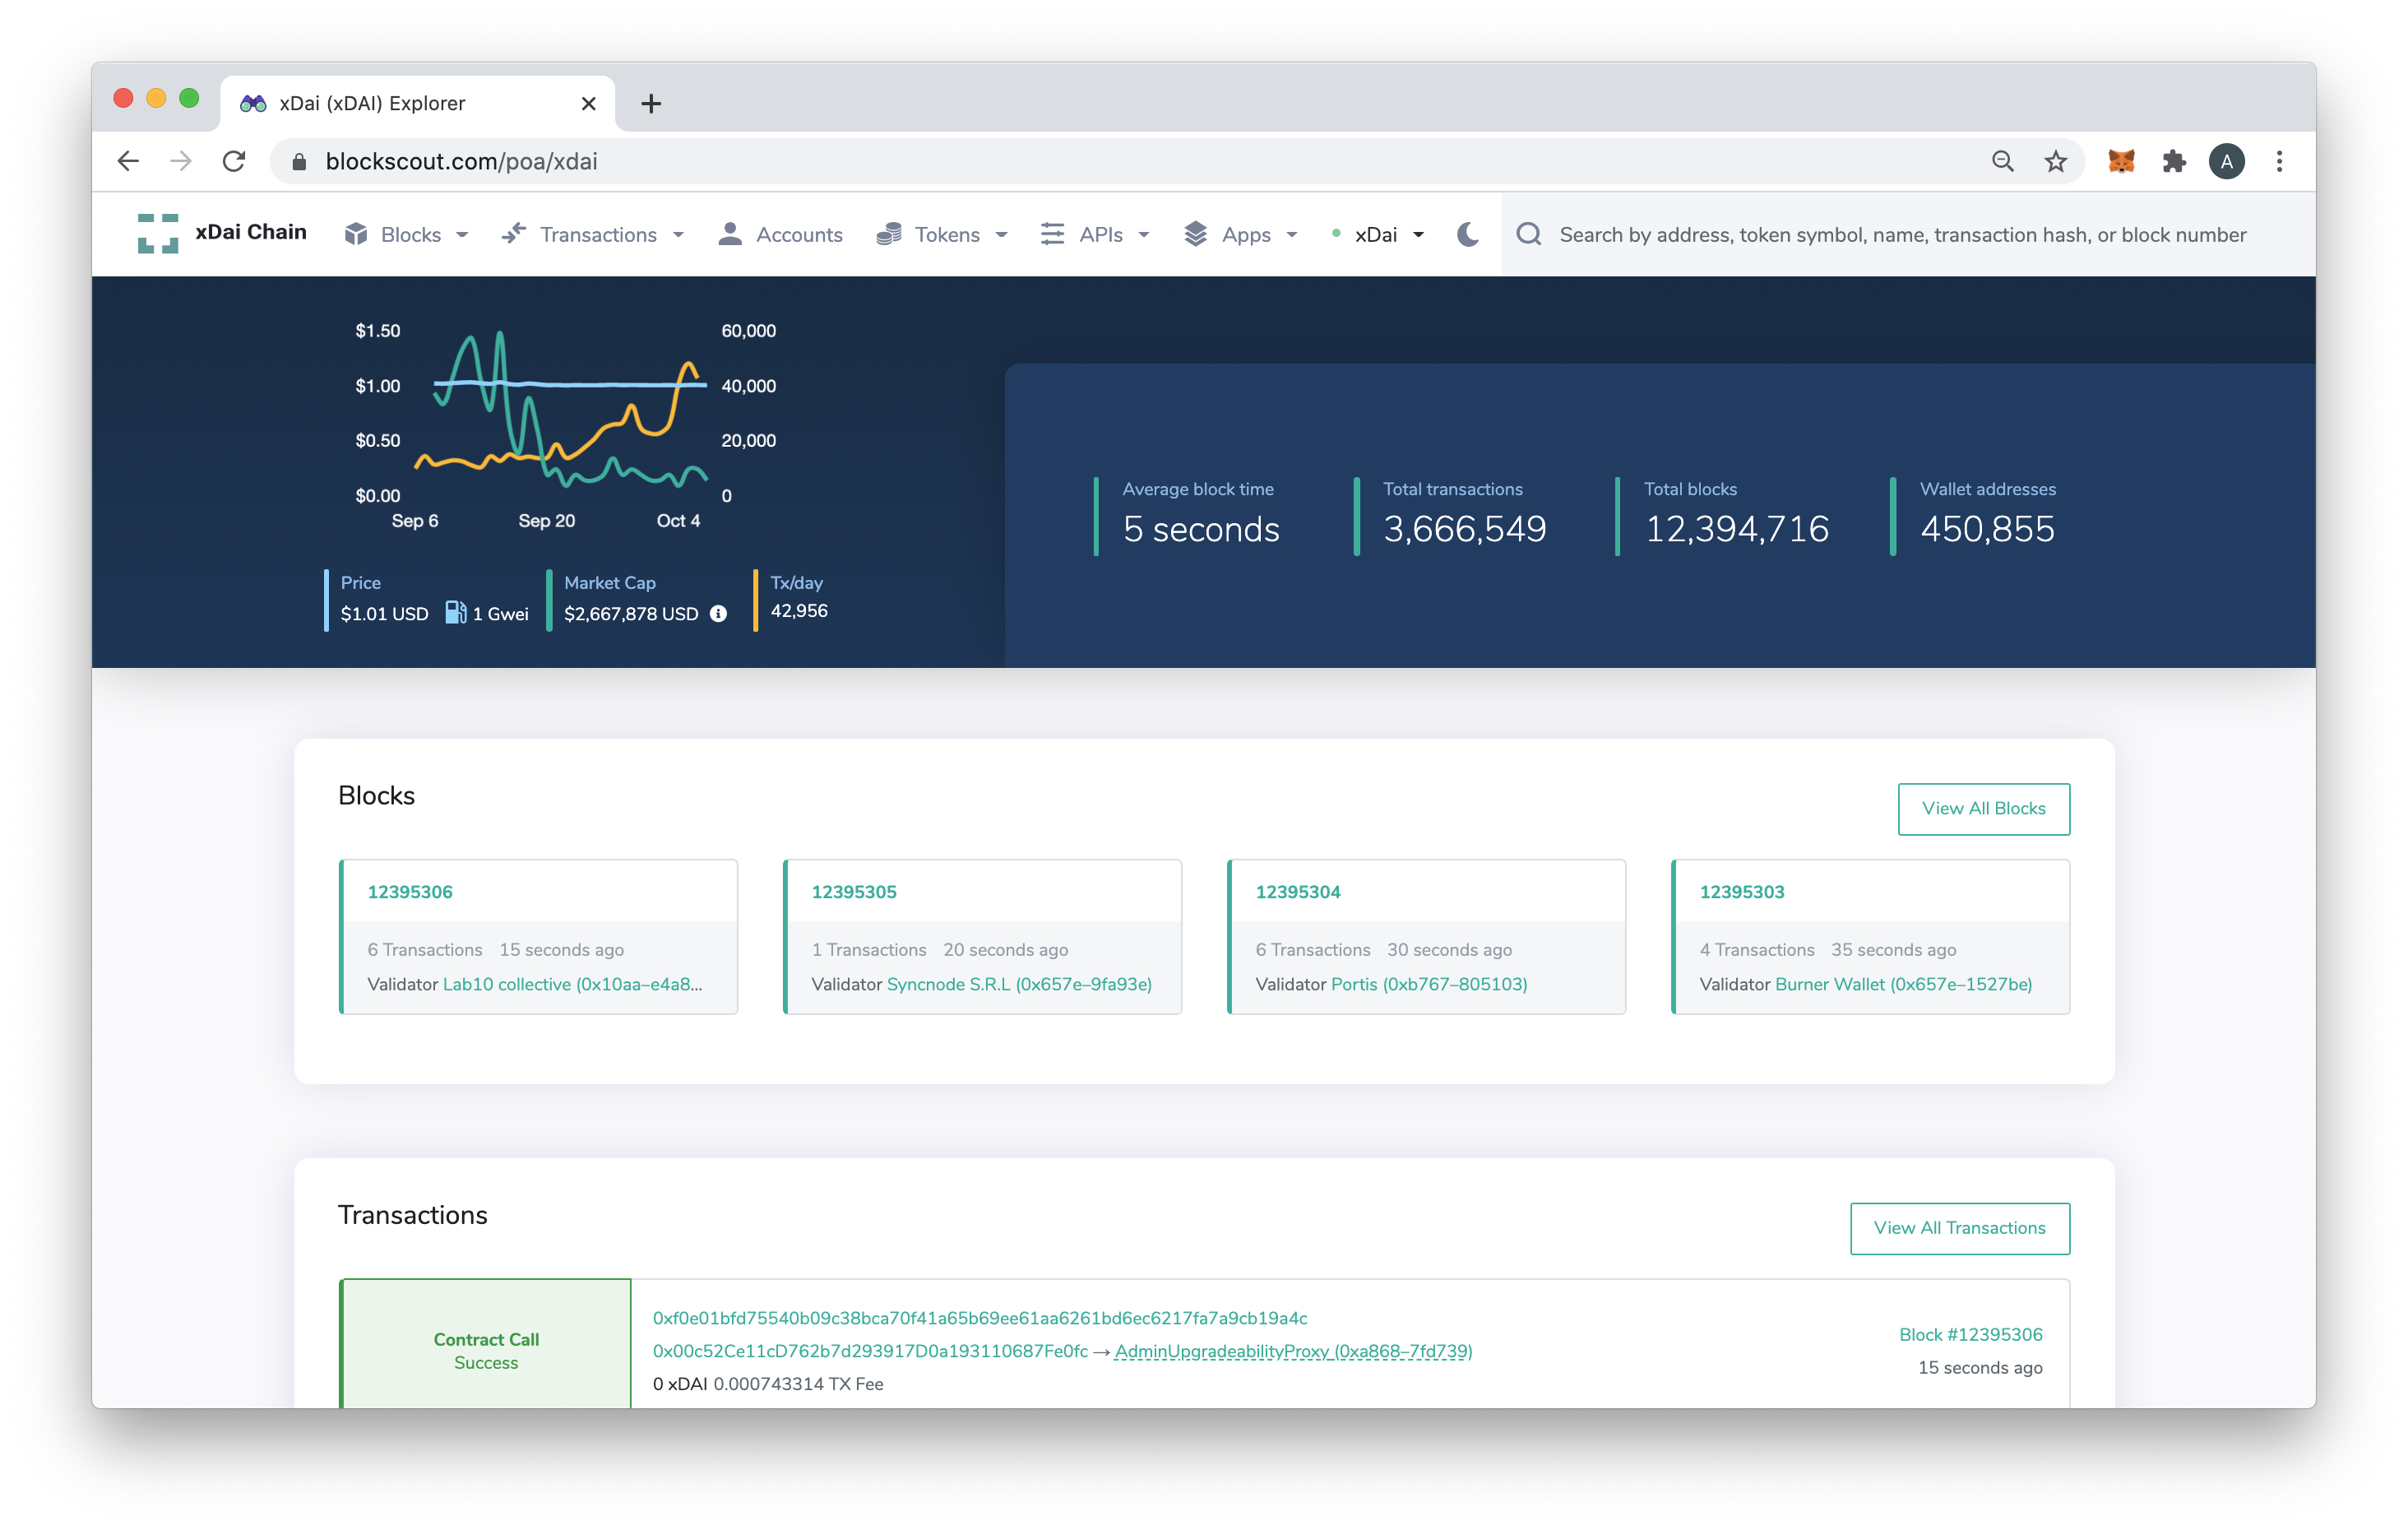 xDai (xDAI) Explorer
blockscout.com/poa/xdai
A
xDai Chain
Blocks
Transactions
Accounts
Tokens
APIs
Apps
xDai
Search by address, token symbol, name, transaction hash, or block number
$1.50
60,000
$1.00
40,000
$0.50
20,000
$0.00
0
Sep 6
Sep 20
Oct 4
Price
$1.01 USD
1 Gwei
Market Cap
$2,667,878 USD
Tx/day
42,956
Average block time
5 seconds
Total transactions
3,666,549
Total blocks
12,394,716
Wallet addresses
450,855
Blocks
View All Blocks
12395306
6 Transactions 15 seconds ago
Validator Lab10 collective (0x10aa–e4a8...
12395305
1 Transactions 20 seconds ago
Validator Syncnode S.R.L (0x657e–9fa93e)
12395304
6 Transactions 30 seconds ago
Validator Portis (0xb767–805103)
12395303
4 Transactions 35 seconds ago
Validator Burner Wallet (0x657e–1527be)
Transactions
View All Transactions
Contract Call
Success
0xf0e01bfd75540b09c38bca70f41a65b69ee61aa6261bd6ec6217fa7a9cb19a4c
0x00c52Ce11cD762b7d293917D0a193110687Fe0fc → AdminUpgradeabilityProxy (0xa868–7fd739)
0 xDAI 0.000743314 TX Fee
Block #12395306
15 seconds ago